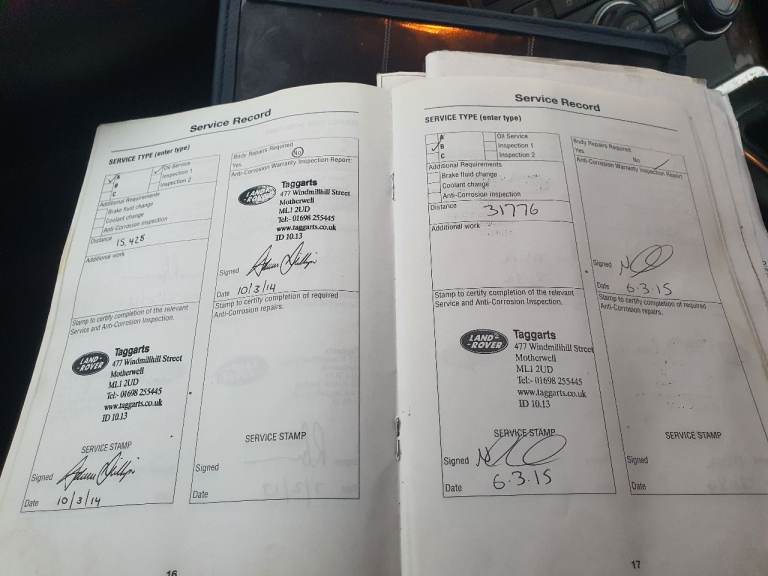 Service Record
SERVICE TYPE (enter type)
A
B
C
Oil Service
Inspection 1
Inspection 2
Additional Requirements
Brake fluid change
Coolant change
Anti-Corrosion inspection
Distance 15,428
Additional work
Stamp to certify completion of the relevant
Service and Anti-Corrosion Inspection.
LAND-
ROVER
Taggarts
477 Windmillhill Street
Motherwell
ML1 2UD
Tel:- 01698 255445
www.taggarts.co.uk
ID 10.13
SERVICE STAMP
Signed
Date 10/3/14
Body Repairs Required
Yes
No
Anti-Corrosion Warranty Inspection Report:
LAND-
ROVER
Taggarts
477 Windmillhill Street
Motherwell
ML1 2UD
Tel:- 01698 255445
www.taggarts.co.uk
ID 10.13
Signed
Date 10/3/14
Stamp to certify completion of required
Anti-Corrosion repairs.
SERVICE STAMP
Signed
Date
16
Service Record
SERVICE TYPE (enter type)
A
B
C
Oil Service
Inspection 1
Inspection 2
Additional Requirements
Brake fluid change
Coolant change
Anti-Corrosion inspection
Distance 31776
Additional work
Stamp to certify completion of the relevant
Service and Anti-Corrosion Inspection.
LAND-
ROVER
Taggarts
477 Windmillhill Street
Motherwell
ML1 2UD
Tel:- 01698 255445
www.taggarts.co.uk
ID 10.13
SERVICE STAMP
Signed
Date 6.3.15
Body Repairs Required
Yes
No
Anti-Corrosion Warranty Inspection Report
Signed
Date 6.3.15
Stamp to certify completion of required
Anti-Corrosion repairs.
SERVICE STAMP
Signed
Date
17